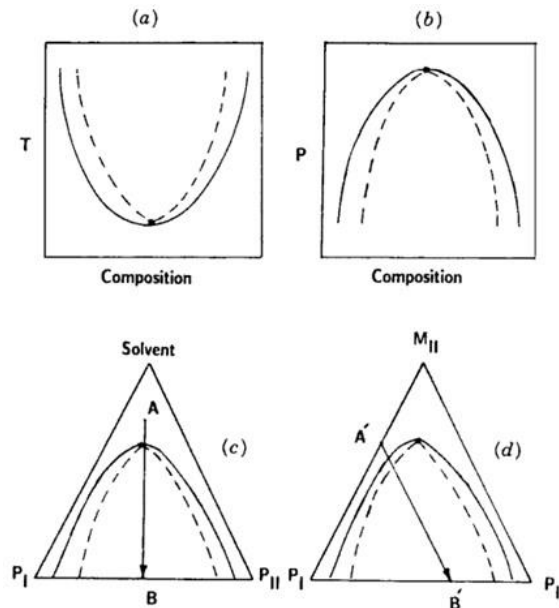 (a)
(b)
T
P
Composition
Composition
Solvent
M_II
A
A′
(c)
(d)
P_I
P_II
P_I
P_I
B
B′